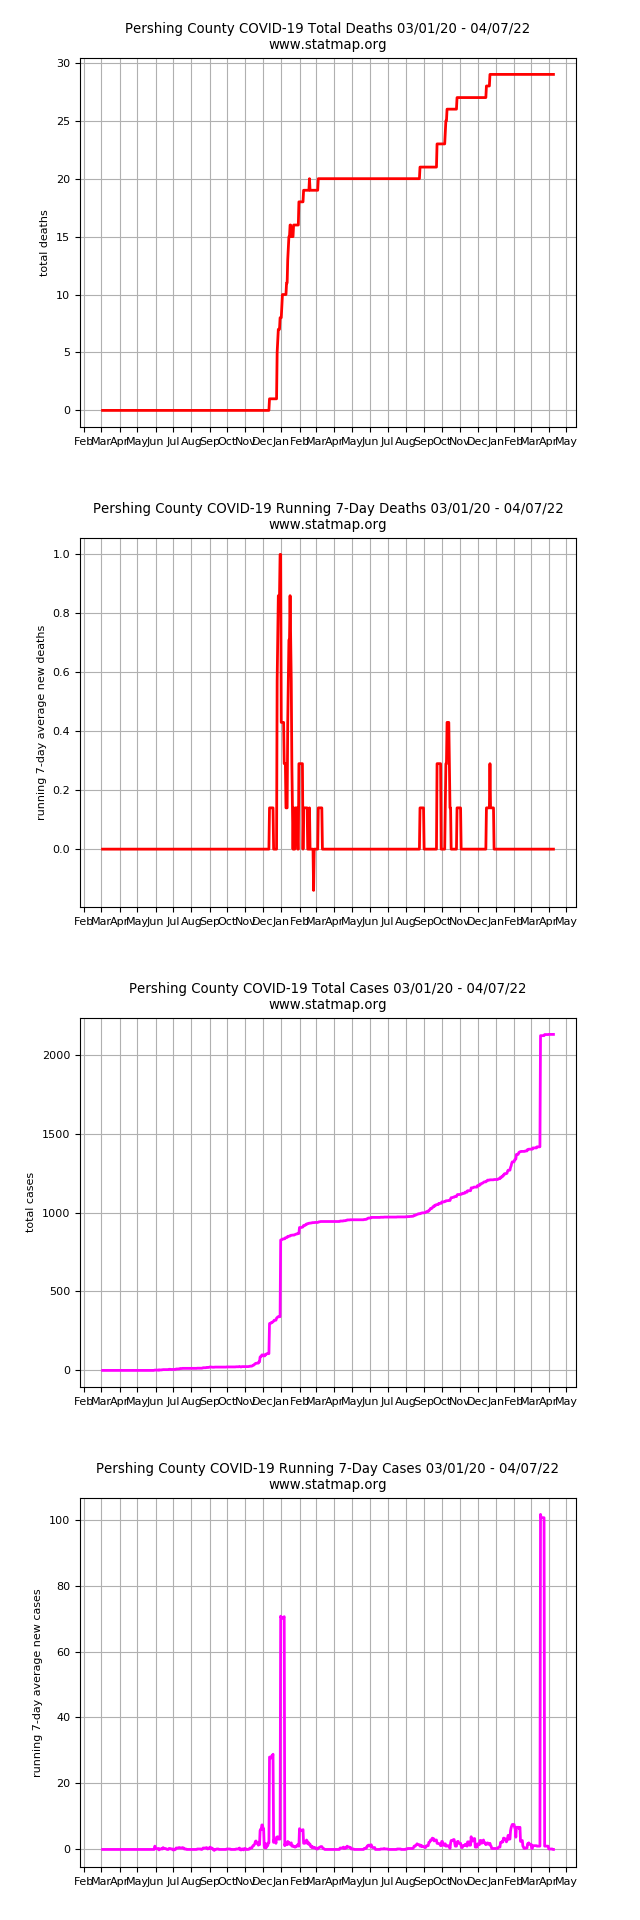 Pershing County COVID-19 Total Deaths 03/01/20 - 04/07/22
www.statmap.org
30
25
20
15
10
5
0
total deaths
Feb Mar Apr May Jun Jul Aug Sep Oct Nov Dec Jan Feb Mar Apr May Jun Jul Aug Sep Oct Nov Dec Jan Feb Mar Apr May
Pershing County COVID-19 Running 7-Day Deaths 03/01/20 - 04/07/22
www.statmap.org
1.0
0.8
0.6
0.4
0.2
0.0
running 7-day average new deaths
Feb Mar Apr May Jun Jul Aug Sep Oct Nov Dec Jan Feb Mar Apr May Jun Jul Aug Sep Oct Nov Dec Jan Feb Mar Apr May
Pershing County COVID-19 Total Cases 03/01/20 - 04/07/22
www.statmap.org
2000
1500
1000
500
0
total cases
Feb Mar Apr May Jun Jul Aug Sep Oct Nov Dec Jan Feb Mar Apr May Jun Jul Aug Sep Oct Nov Dec Jan Feb Mar Apr May
Pershing County COVID-19 Running 7-Day Cases 03/01/20 - 04/07/22
www.statmap.org
100
80
60
40
20
0
running 7-day average new cases
Feb Mar Apr May Jun Jul Aug Sep Oct Nov Dec Jan Feb Mar Apr May Jun Jul Aug Sep Oct Nov Dec Jan Feb Mar Apr May